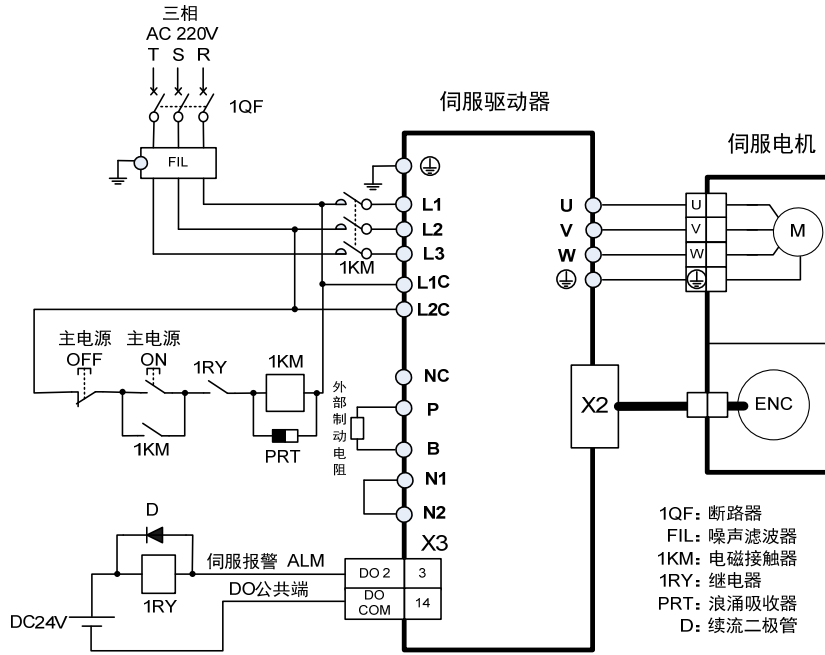 三相
AC 220V
T S R
1QF
FIL
伺服驱动器
伺服电机
L1
L2
L3
1KM
L1C
L2C
U
V
W
U
V
W
M
主电源
OFF
主电源
ON
1RY
1KM
1KM
PRT
外部制动电阻
NC
P
B
N1
N2
X2
ENC
X3
D
1RY
伺服报警 ALM
DO公共端
DO 2 3
DO
COM 14
DC24V
1QF：断路器
FIL：噪声滤波器
1KM：电磁接触器
1RY：继电器
PRT：浪涌吸收器
D：续流二极管